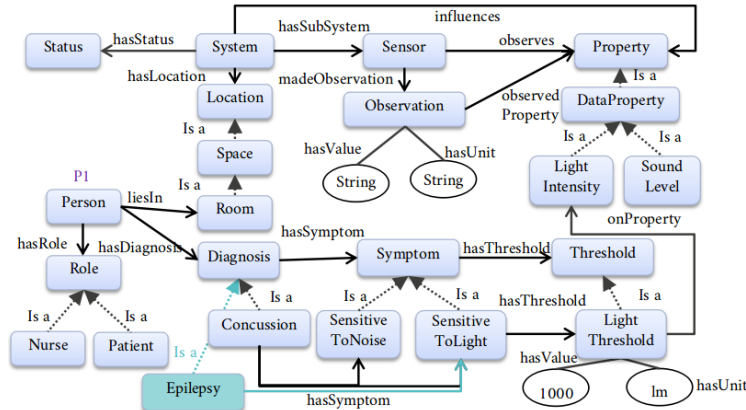 influences
hasStatus
hasSubSystem
observes
Status
System
Sensor
Property
hasLocation
madeObservation
Is a
Location
Observation
observed
Property
DataProperty
Is a
hasValue
hasUnit
Is a
Is a
Space
String
String
Light
Intensity
Sound
Level
P1
Is a
Person
liesIn
Room
onProperty
hasSymptom
hasRole
hasDiagnosis
hasThreshold
Role
Diagnosis
Symptom
Threshold
Is a
Is a
Is a
Is a
Is a
hasThreshold
Is a
Nurse
Patient
Concussion
Sensitive
ToNoise
Sensitive
ToLight
Light
Threshold
Is a
hasValue
Epilepsy
hasSymptom
1000
lm
hasUnit